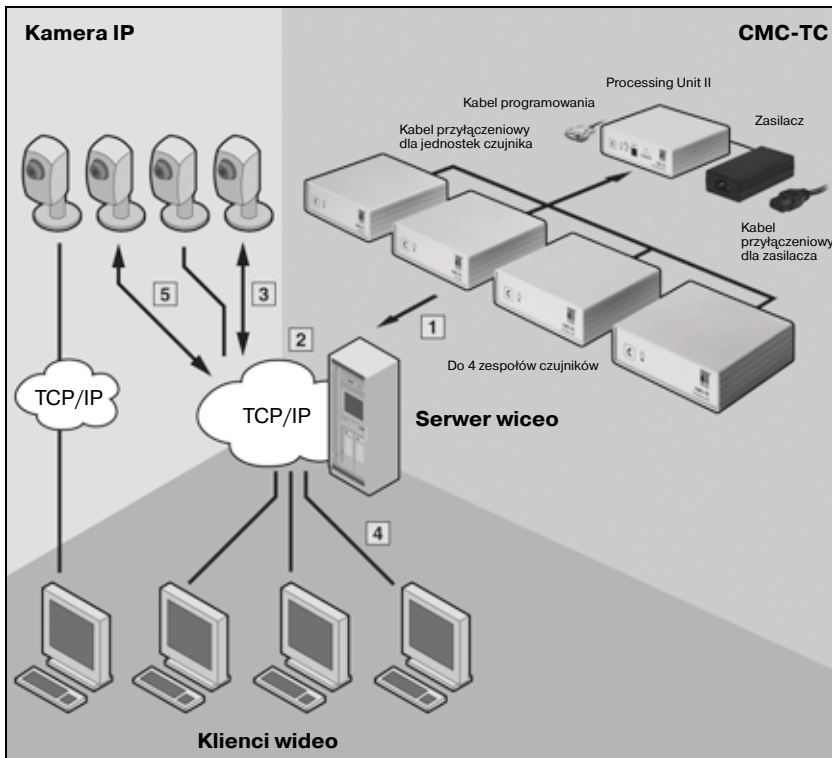 Kamera IP
CMC-TC
Processing Unit II
Kabel programowania
Zasilacz
Kabel przyłączeniowy
dla jednostek czujnika
Kabel
przyłączeniowy
dla zasilacza
5
3
1
2
Do 4 zespołów czujników
TCP/IP
TCP/IP
Serwer wiceo
4
Klienci wideo